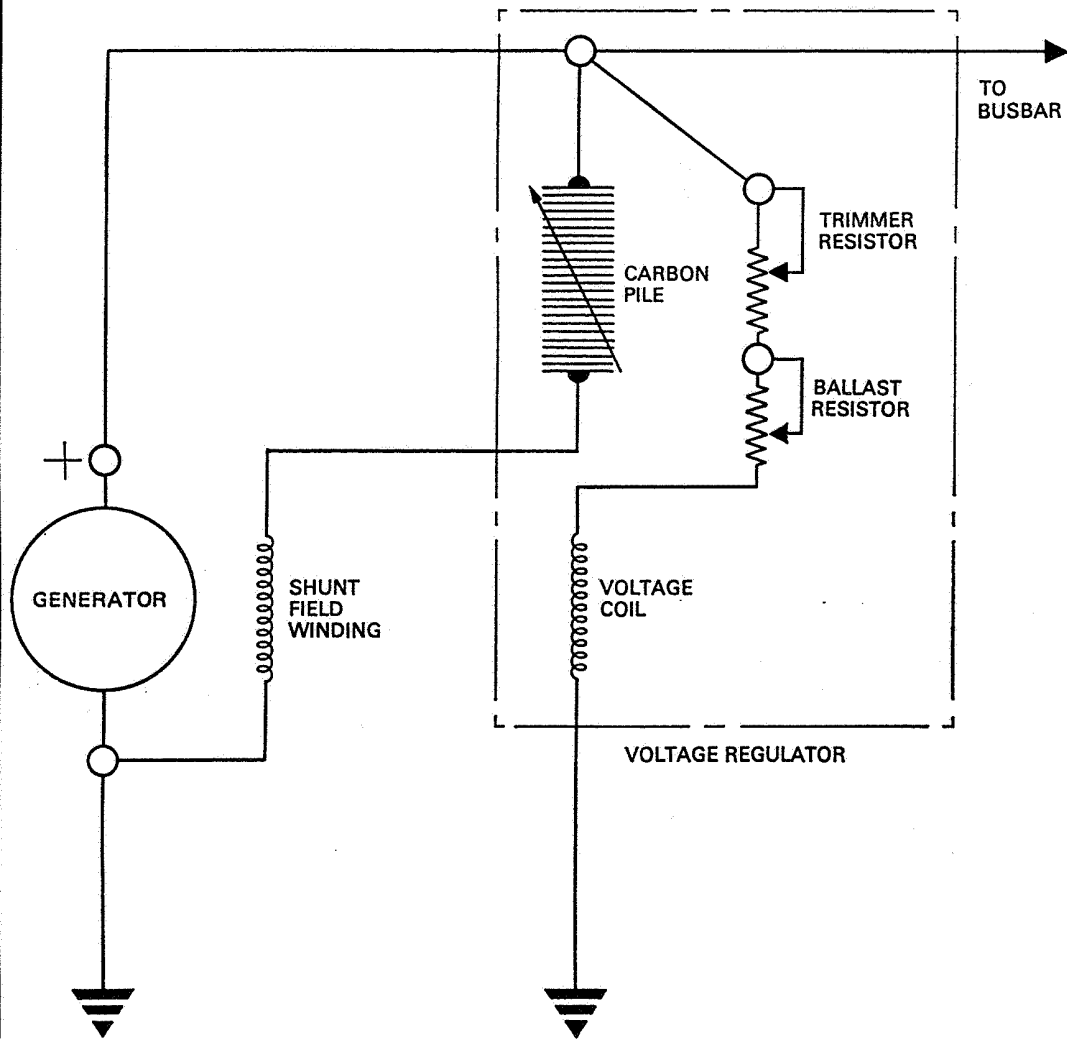 TO
BUSBAR
TRIMMER
RESISTOR
CARBON
PILE
BALLAST
RESISTOR
+
GENERATOR
SHUNT
FIELD
WINDING
VOLTAGE
COIL
VOLTAGE REGULATOR